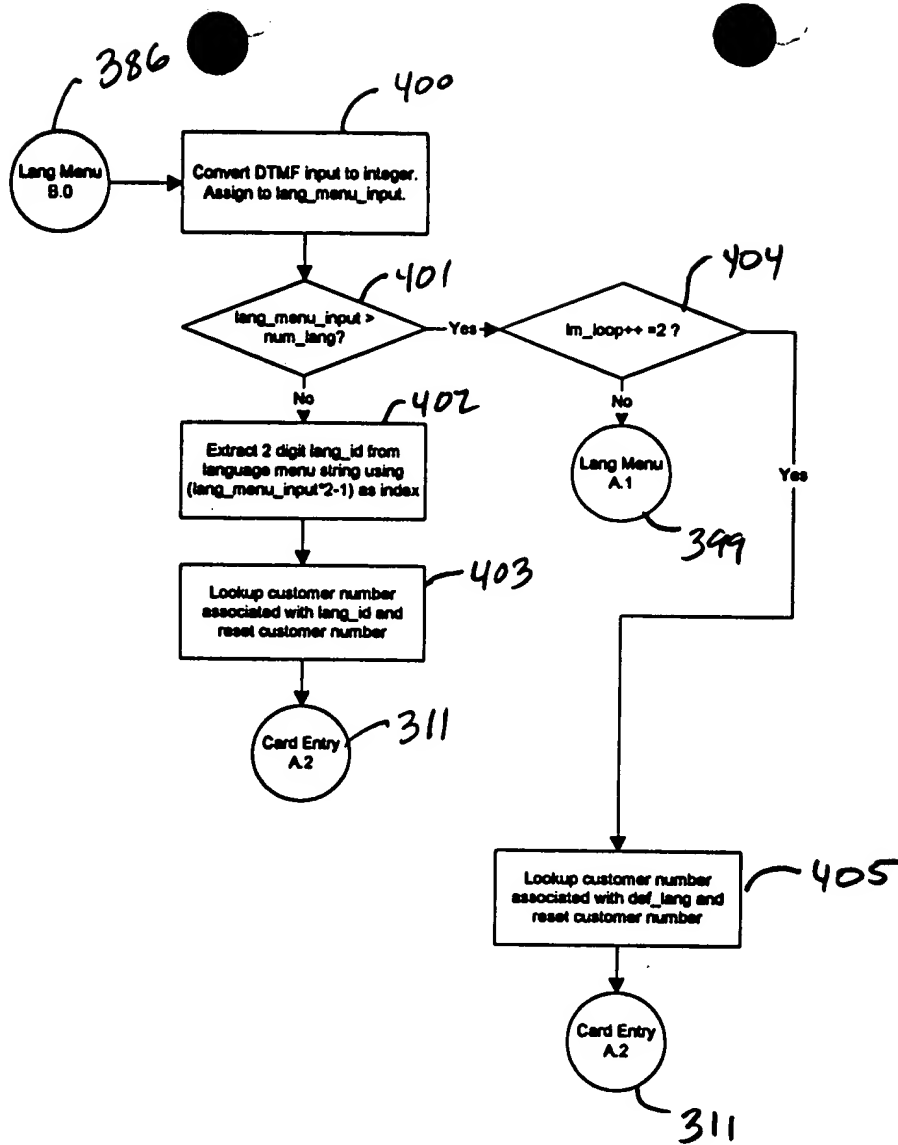 386
400
Lang Menu
B.0
Convert DTMF input to integer.
Assign to lang_menu_input.
401
404
lang_menu_input >
num_lang?
Yes
lm_loop++ =2 ?
No
402
No
Extract 2 digit lang_id from
language menu string using
(lang_menu_input*2-1) as index
Lang Menu
A.1
Yes
399
403
Lookup customer number
associated with lang_id and
reset customer number
311
Card Entry
A.2
405
Lookup customer number
associated with def_lang and
reset customer number
Card Entry
A.2
311